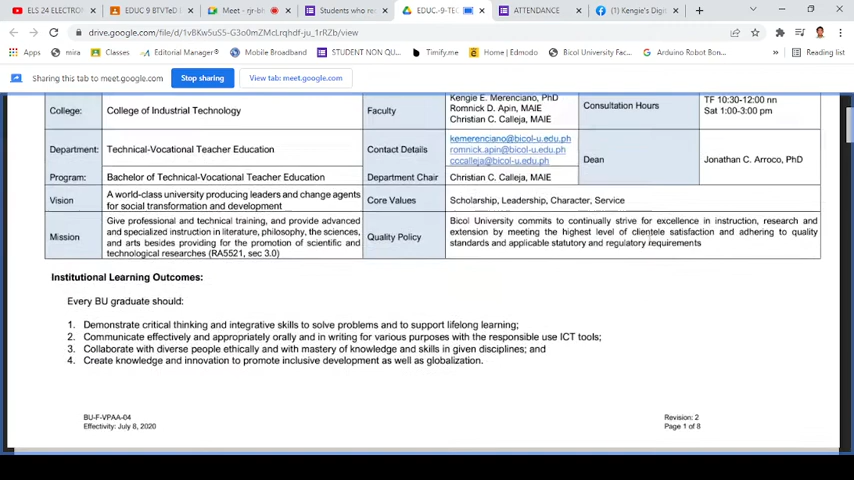 ELS 24 ELECTRON
EDUC 9 BTVTeD
Meet - rjr-bh
Students who re
EDUC-9-TEC
ATTENDANCE
(1) Kengie's Digit
drive.google.com/file/d/1vBKw5uS5-G3o0mZMcLrqhdf-ju_1rRZb/view
Apps
mira
Classes
Editorial Manager®
Mobile Broadband
STUDENT NON QU...
Timify.me
Home | Edmodo
Bicol University of...
Arduino Robot Bon...
Reading list
Sharing this tab to meet.google.com
Stop sharing
View tab: meet.google.com
College:
College of Industrial Technology
Faculty
Kengie E. Merenciano, PhD
Romnick D. Apin, MAIE
Christian C. Calleja, MAIE
Consultation Hours
TF 10:30-12:00 nn
Sat 1:00-3:00 pm
Department:
Technical-Vocational Teacher Education
Contact Details
kemerenciano@bicol-u.edu.ph
romnick.apin@bicol-u.edu.ph
cccalleja@bicol-u.edu.ph
Dean
Jonathan C. Arroco, PhD
Program:
Bachelor of Technical-Vocational Teacher Education
Department Chair
Christian C. Calleja, MAIE
Vision
A world-class university producing leaders and change agents
for social transformation and development
Core Values
Scholarship, Leadership, Character, Service
Mission
Give professional and technical training, and provide advanced
and specialized instruction in literature, philosophy, the sciences,
and arts besides providing for the promotion of scientific and
technological researches (RA5521, sec 3.0)
Quality Policy
Bicol University commits to continually strive for excellence in instruction, research and
extension by meeting the highest level of clientele satisfaction and adhering to quality
standards and applicable statutory and regulatory requirements
Institutional Learning Outcomes:
Every BU graduate should:
1. Demonstrate critical thinking and integrative skills to solve problems and to support lifelong learning;
2. Communicate effectively and appropriately orally and in writing for various purposes with the responsible use ICT tools;
3. Collaborate with diverse people ethically and with mastery of knowledge and skills in given disciplines; and
4. Create knowledge and innovation to promote inclusive development as well as globalization.
BU-F-VPAA-04
Effectivity: July 8, 2020
Revision: 2
Page 1 of 8